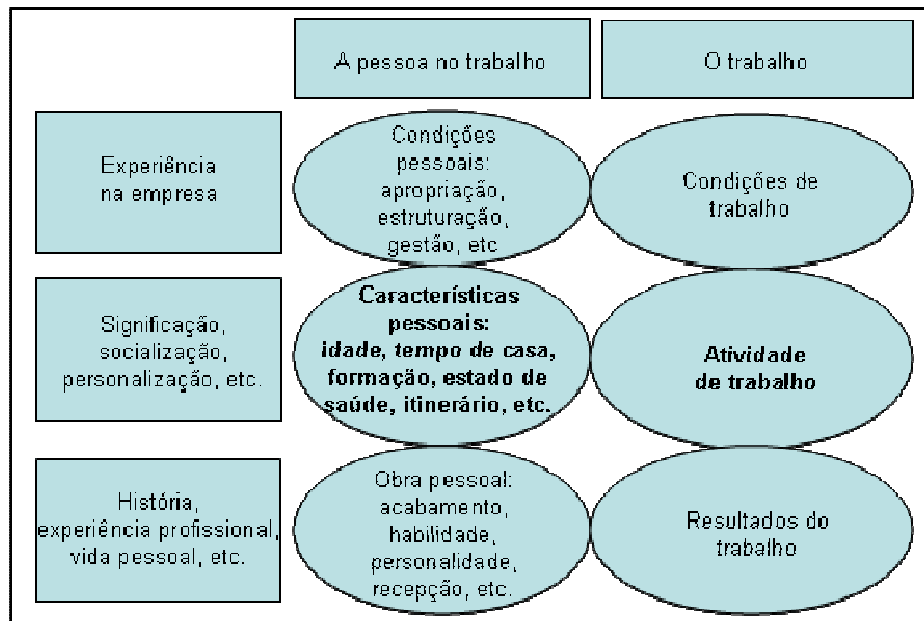 A pessoa no trabalho
O trabalho
Experiência
na empresa
Condições
pessoais:
apropriação,
estruturação,
gestão, etc
Condições de
trabalho
Significação,
socialização,
personalização, etc.
Características
pessoais:
idade, tempo de casa,
formação, estado de
saúde, itinerário, etc.
Atividade
de trabalho
História,
experiência profissional,
vida pessoal, etc.
Obra pessoal:
acabamento,
habilidade,
personalidade,
recepção, etc.
Resultados do
trabalho